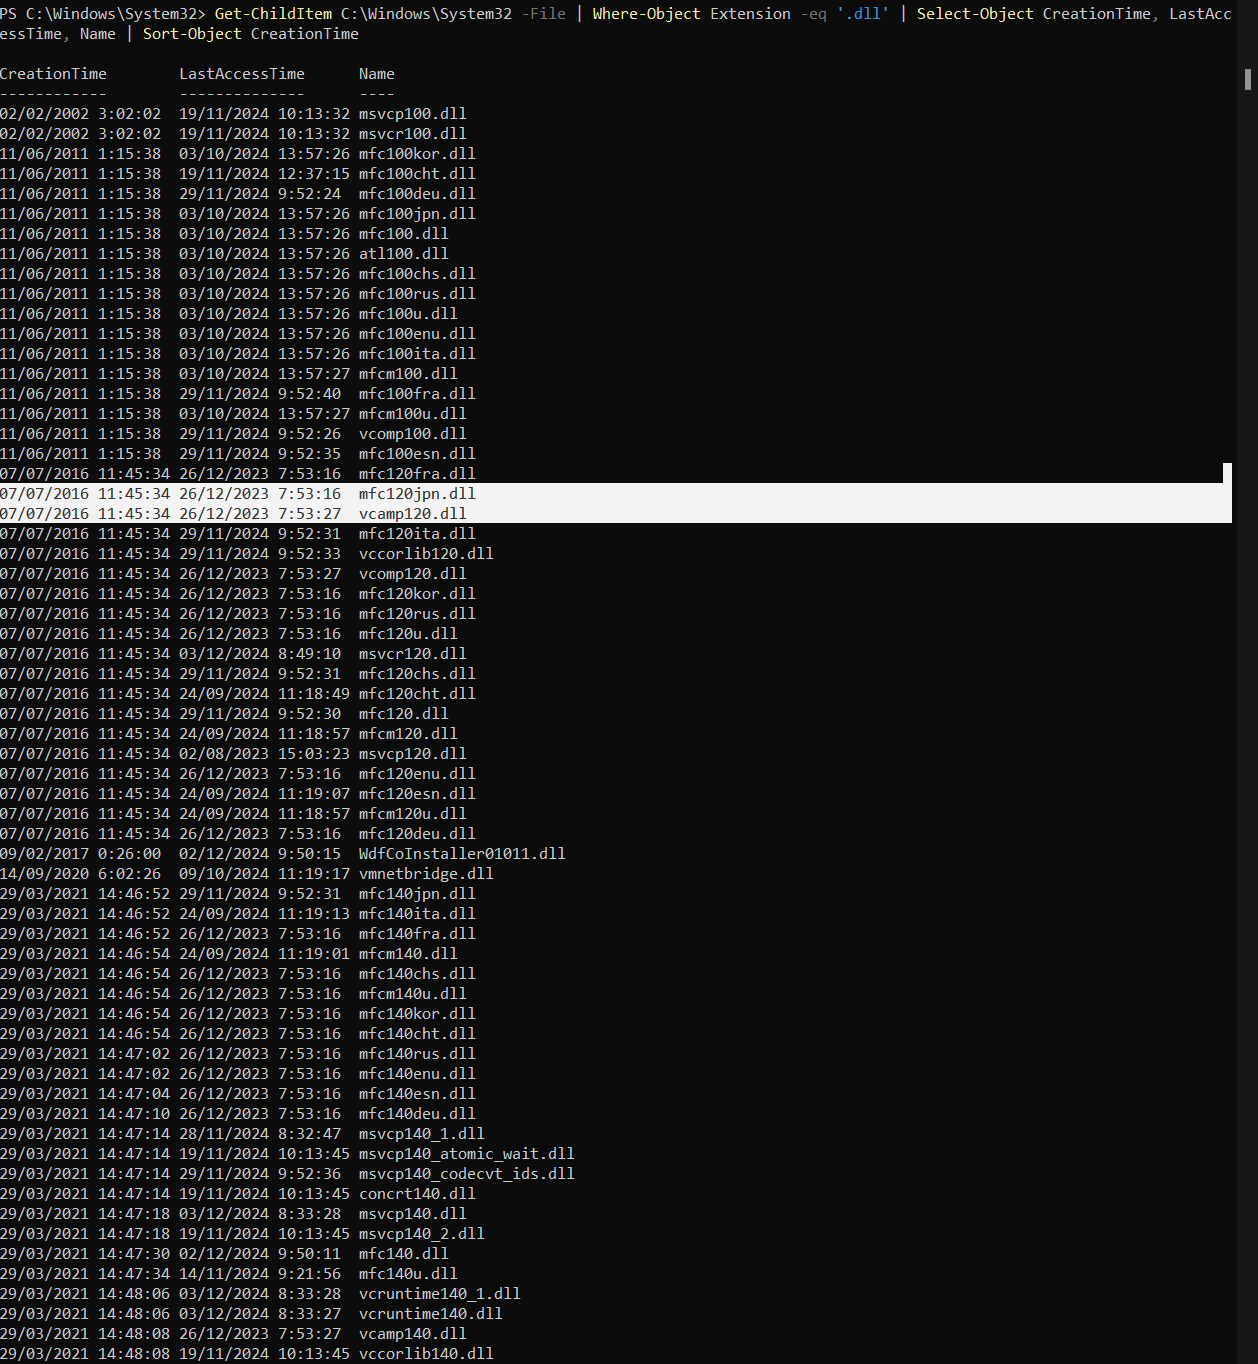 PS C:\Windows\System32> Get-ChildItem C:\Windows\System32 -File | Where-Object Extension -eq '.dll' | Select-Object CreationTime, LastAcc
essTime, Name | Sort-Object CreationTime
CreationTime        LastAccessTime      Name
------------        --------------      ----
02/02/2002 3:02:02  19/11/2024 10:13:32 msvcp100.dll
02/02/2002 3:02:02  19/11/2024 10:13:32 msvcr100.dll
11/06/2011 1:15:38  03/10/2024 13:57:26 mfc100kor.dll
11/06/2011 1:15:38  19/11/2024 12:37:15 mfc100cht.dll
11/06/2011 1:15:38  29/11/2024 9:52:24  mfc100deu.dll
11/06/2011 1:15:38  03/10/2024 13:57:26 mfc100jpn.dll
11/06/2011 1:15:38  03/10/2024 13:57:26 mfc100.dll
11/06/2011 1:15:38  03/10/2024 13:57:26 atl100.dll
11/06/2011 1:15:38  03/10/2024 13:57:26 mfc100chs.dll
11/06/2011 1:15:38  03/10/2024 13:57:26 mfc100rus.dll
11/06/2011 1:15:38  03/10/2024 13:57:26 mfc100u.dll
11/06/2011 1:15:38  03/10/2024 13:57:26 mfc100enu.dll
11/06/2011 1:15:38  03/10/2024 13:57:26 mfc100ita.dll
11/06/2011 1:15:38  03/10/2024 13:57:27 mfcm100.dll
11/06/2011 1:15:38  29/11/2024 9:52:40  mfc100fra.dll
11/06/2011 1:15:38  03/10/2024 13:57:27 mfcm100u.dll
11/06/2011 1:15:38  29/11/2024 9:52:26  vcomp100.dll
11/06/2011 1:15:38  29/11/2024 9:52:35  mfc100esn.dll
07/07/2016 11:45:34 26/12/2023 7:53:16  mfc120fra.dll
07/07/2016 11:45:34 26/12/2023 7:53:16  mfc120jpn.dll
07/07/2016 11:45:34 26/12/2023 7:53:27  vcamp120.dll
07/07/2016 11:45:34 29/11/2024 9:52:31  mfc120ita.dll
07/07/2016 11:45:34 29/11/2024 9:52:33  vccorlib120.dll
07/07/2016 11:45:34 26/12/2023 7:53:27  vcomp120.dll
07/07/2016 11:45:34 26/12/2023 7:53:16  mfc120kor.dll
07/07/2016 11:45:34 26/12/2023 7:53:16  mfc120rus.dll
07/07/2016 11:45:34 26/12/2023 7:53:16  mfc120u.dll
07/07/2016 11:45:34 03/12/2024 8:49:10  msvcr120.dll
07/07/2016 11:45:34 29/11/2024 9:52:31  mfc120chs.dll
07/07/2016 11:45:34 24/09/2024 11:18:49 mfc120cht.dll
07/07/2016 11:45:34 29/11/2024 9:52:30  mfc120.dll
07/07/2016 11:45:34 24/09/2024 11:18:57 mfcm120.dll
07/07/2016 11:45:34 02/08/2023 15:03:23 msvcp120.dll
07/07/2016 11:45:34 26/12/2023 7:53:16  mfc120enu.dll
07/07/2016 11:45:34 24/09/2024 11:19:07 mfc120esn.dll
07/07/2016 11:45:34 24/09/2024 11:18:57 mfcm120u.dll
07/07/2016 11:45:34 26/12/2023 7:53:16  mfc120deu.dll
09/02/2017 0:26:00  02/12/2024 9:50:15  WdfCoInstaller01011.dll
14/09/2020 6:02:26  09/10/2024 11:19:17 vmnetbridge.dll
29/03/2021 14:46:52 29/11/2024 9:52:31  mfc140jpn.dll
29/03/2021 14:46:52 24/09/2024 11:19:13 mfc140ita.dll
29/03/2021 14:46:52 26/12/2023 7:53:16  mfc140fra.dll
29/03/2021 14:46:54 24/09/2024 11:19:01 mfcm140.dll
29/03/2021 14:46:54 26/12/2023 7:53:16  mfc140chs.dll
29/03/2021 14:46:54 26/12/2023 7:53:16  mfcm140u.dll
29/03/2021 14:46:54 26/12/2023 7:53:16  mfc140kor.dll
29/03/2021 14:46:54 26/12/2023 7:53:16  mfc140cht.dll
29/03/2021 14:47:02 26/12/2023 7:53:16  mfc140rus.dll
29/03/2021 14:47:02 26/12/2023 7:53:16  mfc140enu.dll
29/03/2021 14:47:04 26/12/2023 7:53:16  mfc140esn.dll
29/03/2021 14:47:10 26/12/2023 7:53:16  mfc140deu.dll
29/03/2021 14:47:14 28/11/2024 8:32:47  msvcp140_1.dll
29/03/2021 14:47:14 19/11/2024 10:13:45 msvcp140_atomic_wait.dll
29/03/2021 14:47:14 29/11/2024 9:52:36  msvcp140_codecvt_ids.dll
29/03/2021 14:47:14 19/11/2024 10:13:45 concrt140.dll
29/03/2021 14:47:18 03/12/2024 8:33:28  msvcp140.dll
29/03/2021 14:47:18 19/11/2024 10:13:45 msvcp140_2.dll
29/03/2021 14:47:30 02/12/2024 9:50:11  mfc140.dll
29/03/2021 14:47:34 14/11/2024 9:21:56  mfc140u.dll
29/03/2021 14:48:06 03/12/2024 8:33:28  vcruntime140_1.dll
29/03/2021 14:48:06 03/12/2024 8:33:27  vcruntime140.dll
29/03/2021 14:48:08 26/12/2023 7:53:27  vcamp140.dll
29/03/2021 14:48:08 19/11/2024 10:13:45 vccorlib140.dll